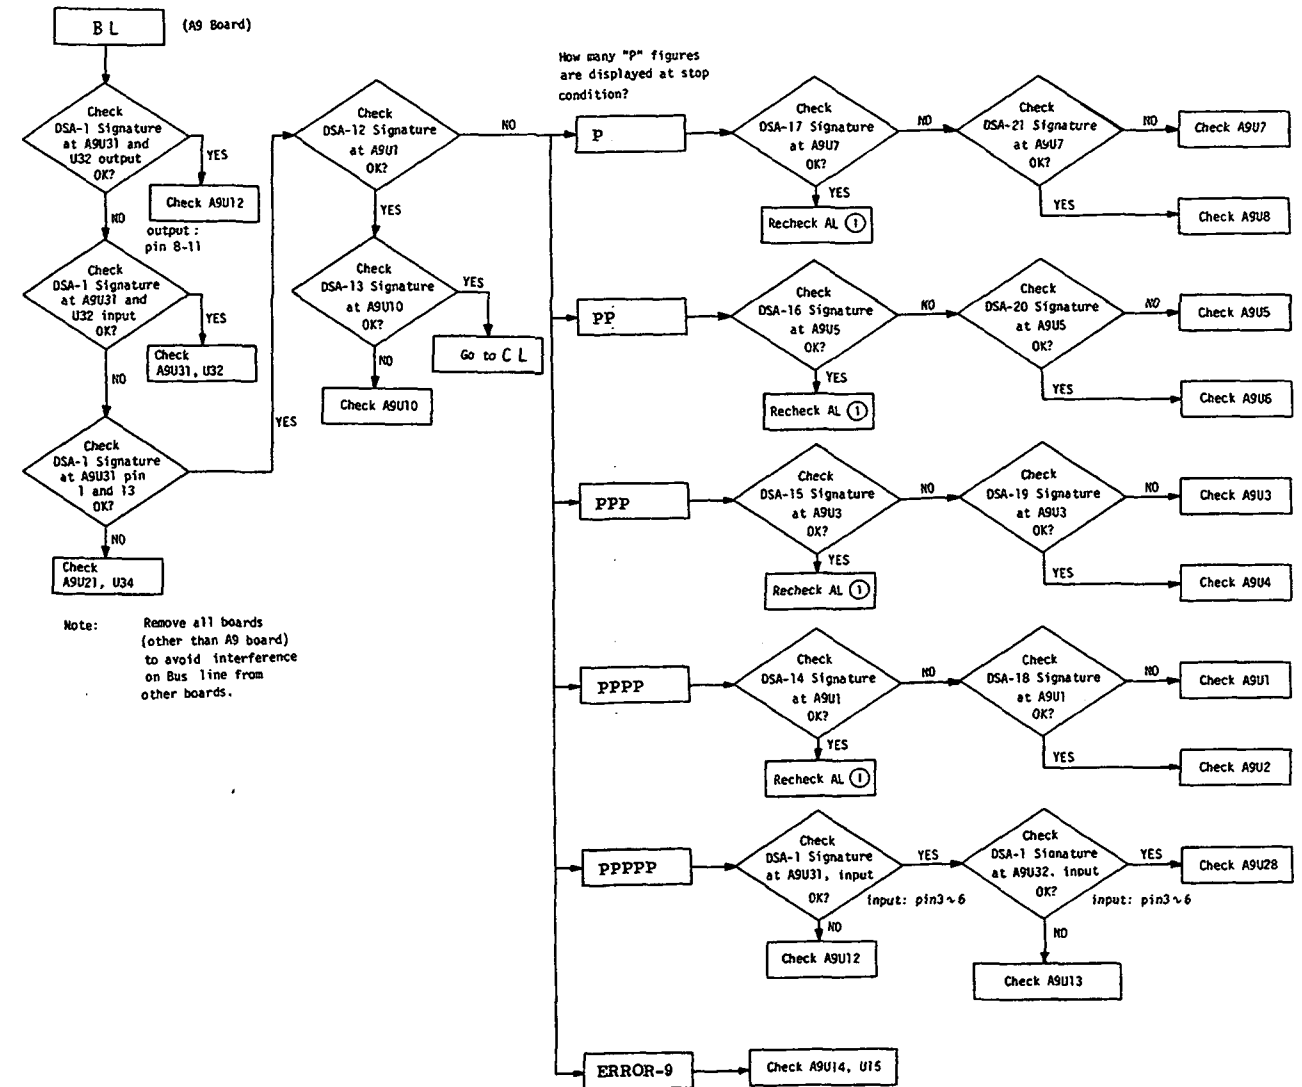 B L
(A9 Board)
Check
DSA-1 Signature
at A9U31 and
U32 output
OK?
YES
Check A9U12
NO
output :
pin 8-11
Check
DSA-1 Signature
at A9U31 and
U32 input
OK?
YES
Check
A9U31, U32
NO
Check
DSA-1 Signature
at A9U31 pin
1 and 13
OK?
YES
NO
Check
A9U21, U34
Note:
Remove all boards
(other than A9 board)
to avoid interference
on Bus line from
other boards.
Check
DSA-12 Signature
at A9U1
OK?
NO
YES
Check
DSA-13 Signature
at A9U10
OK?
YES
Go to C L
NO
Check A9U10
How many "P" figures
are displayed at stop
condition?
P
Check
DSA-17 Signature
at A9U7
OK?
NO
YES
Recheck AL ①
Check
DSA-21 Signature
at A9U7
OK?
NO
Check A9U7
YES
Check A9U8
PP
Check
DSA-16 Signature
at A9U5
OK?
NO
YES
Recheck AL ①
Check
DSA-20 Signature
at A9U5
OK?
NO
Check A9U5
YES
Check A9U6
PPP
Check
DSA-15 Signature
at A9U3
OK?
NO
YES
Recheck AL ①
Check
DSA-19 Signature
at A9U3
OK?
NO
Check A9U3
YES
Check A9U4
PPPP
Check
DSA-14 Signature
at A9U1
OK?
NO
YES
Recheck AL ①
Check
DSA-18 Signature
at A9U1
OK?
NO
Check A9U1
YES
Check A9U2
PPPPP
Check
DSA-1 Signature
at A9U31, input
OK?
YES
input: pin3~6
NO
Check A9U12
Check
DSA-1 Signature
at A9U32. input
OK?
YES
input: pin3~6
Check A9U28
NO
Check A9U13
ERROR-9
Check A9U14, U15